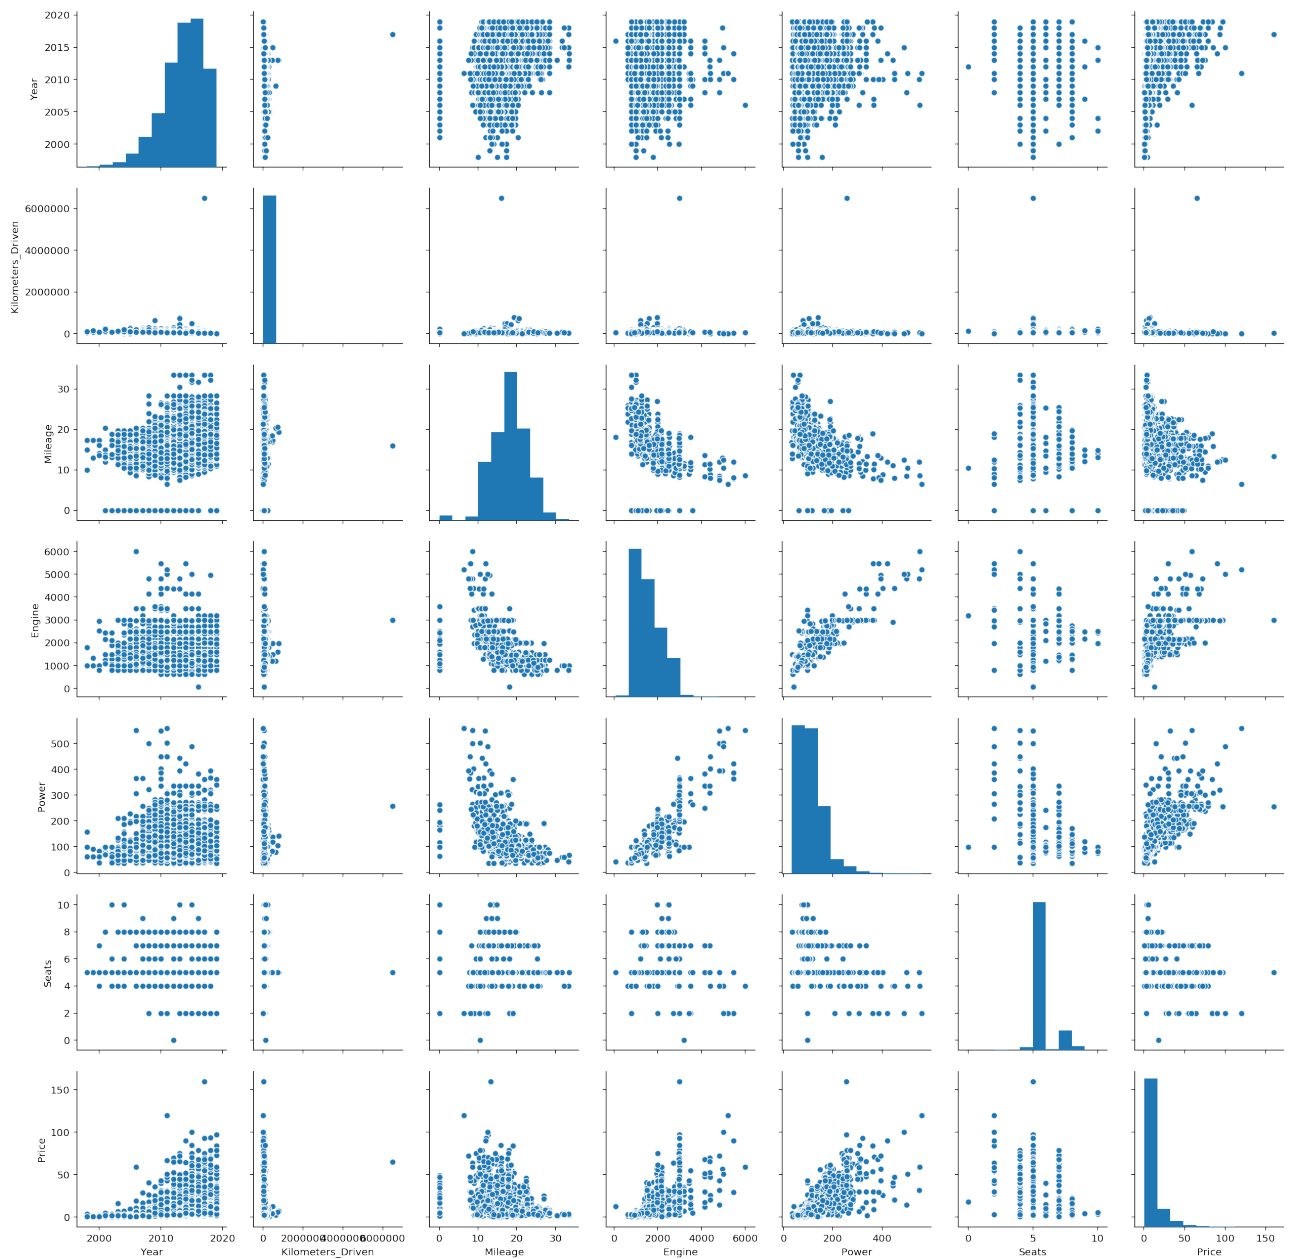 2020
2015
2010
2005
2000
Year
6000000
4000000
2000000
0
Kilometers_Driven
30
20
10
0
Mileage
6000
5000
4000
3000
2000
1000
0
Engine
500
400
300
200
100
0
Power
10
8
6
4
2
0
Seats
150
100
50
0
Price
2000 2010 2020
0 2000000 4000000 6000000
0 10 20 30
0 2000 4000 6000
0 200 400
0 5 10
0 50 100 150
Year Kilometers_Driven Mileage Engine Power Seats Price